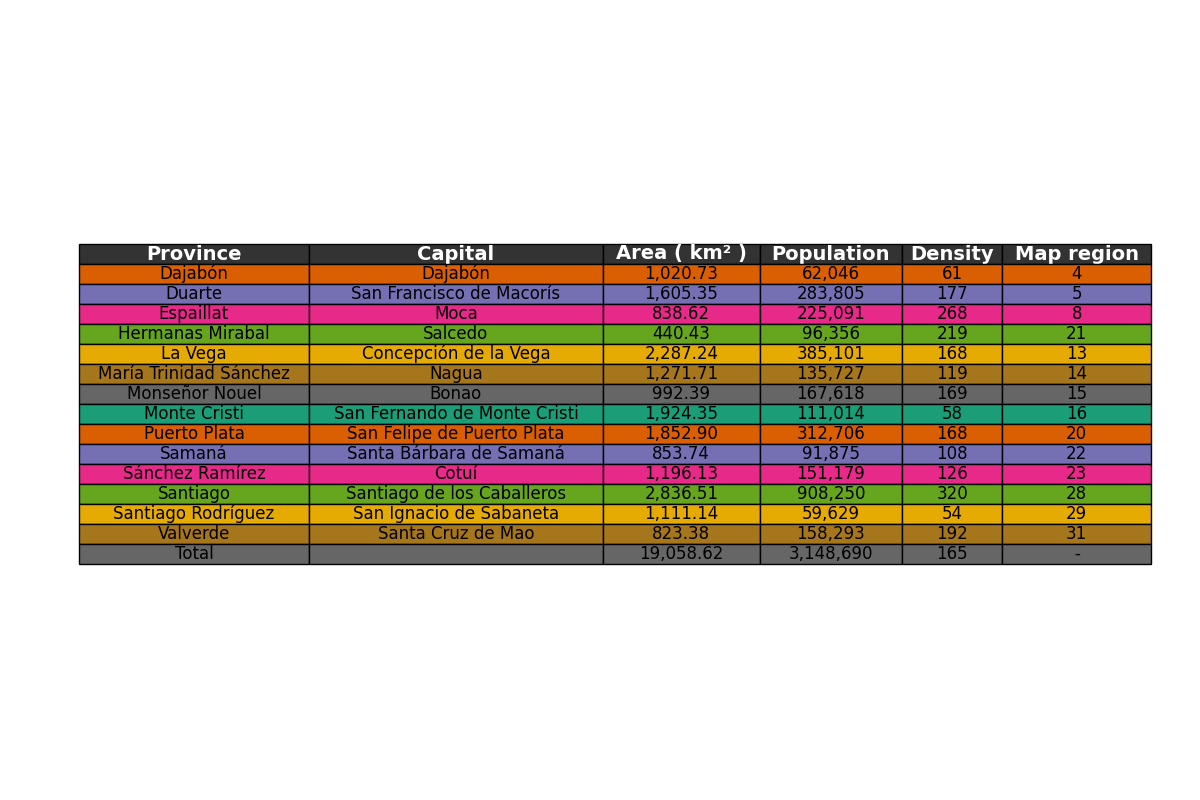 Province Capital Area ( km² ) Population Density Map region
Dajabón Dajabón 1,020.73 62,046 61 4
Duarte San Francisco de Macorís 1,605.35 283,805 177 5
Espaillat Moca 838.62 225,091 268 8
Hermanas Mirabal Salcedo 440.43 96,356 219 21
La Vega Concepción de la Vega 2,287.24 385,101 168 13
María Trinidad Sánchez Nagua 1,271.71 135,727 119 14
Monseñor Nouel Bonao 992.39 167,618 169 15
Monte Cristi San Fernando de Monte Cristi 1,924.35 111,014 58 16
Puerto Plata San Felipe de Puerto Plata 1,852.90 312,706 168 20
Samaná Santa Bárbara de Samaná 853.74 91,875 108 22
Sánchez Ramírez Cotuí 1,196.13 151,179 126 23
Santiago Santiago de los Caballeros 2,836.51 908,250 320 28
Santiago Rodríguez San Ignacio de Sabaneta 1,111.14 59,629 54 29
Valverde Santa Cruz de Mao 823.38 158,293 192 31
Total 19,058.62 3,148,690 165 -